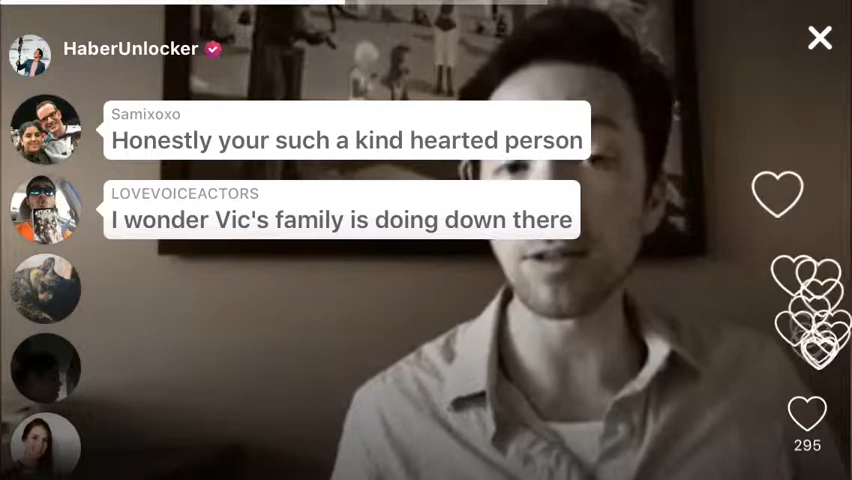 HaberUnlocker
Samixoxo
Honestly your such a kind hearted person
LOVEVOICEACTORS
I wonder Vic's family is doing down there
295